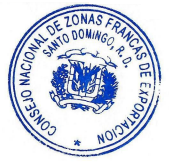 CONSEJO NACIONAL DE ZONAS FRANCAS DE EXPORTACION
SANTO DOMINGO, R. D.